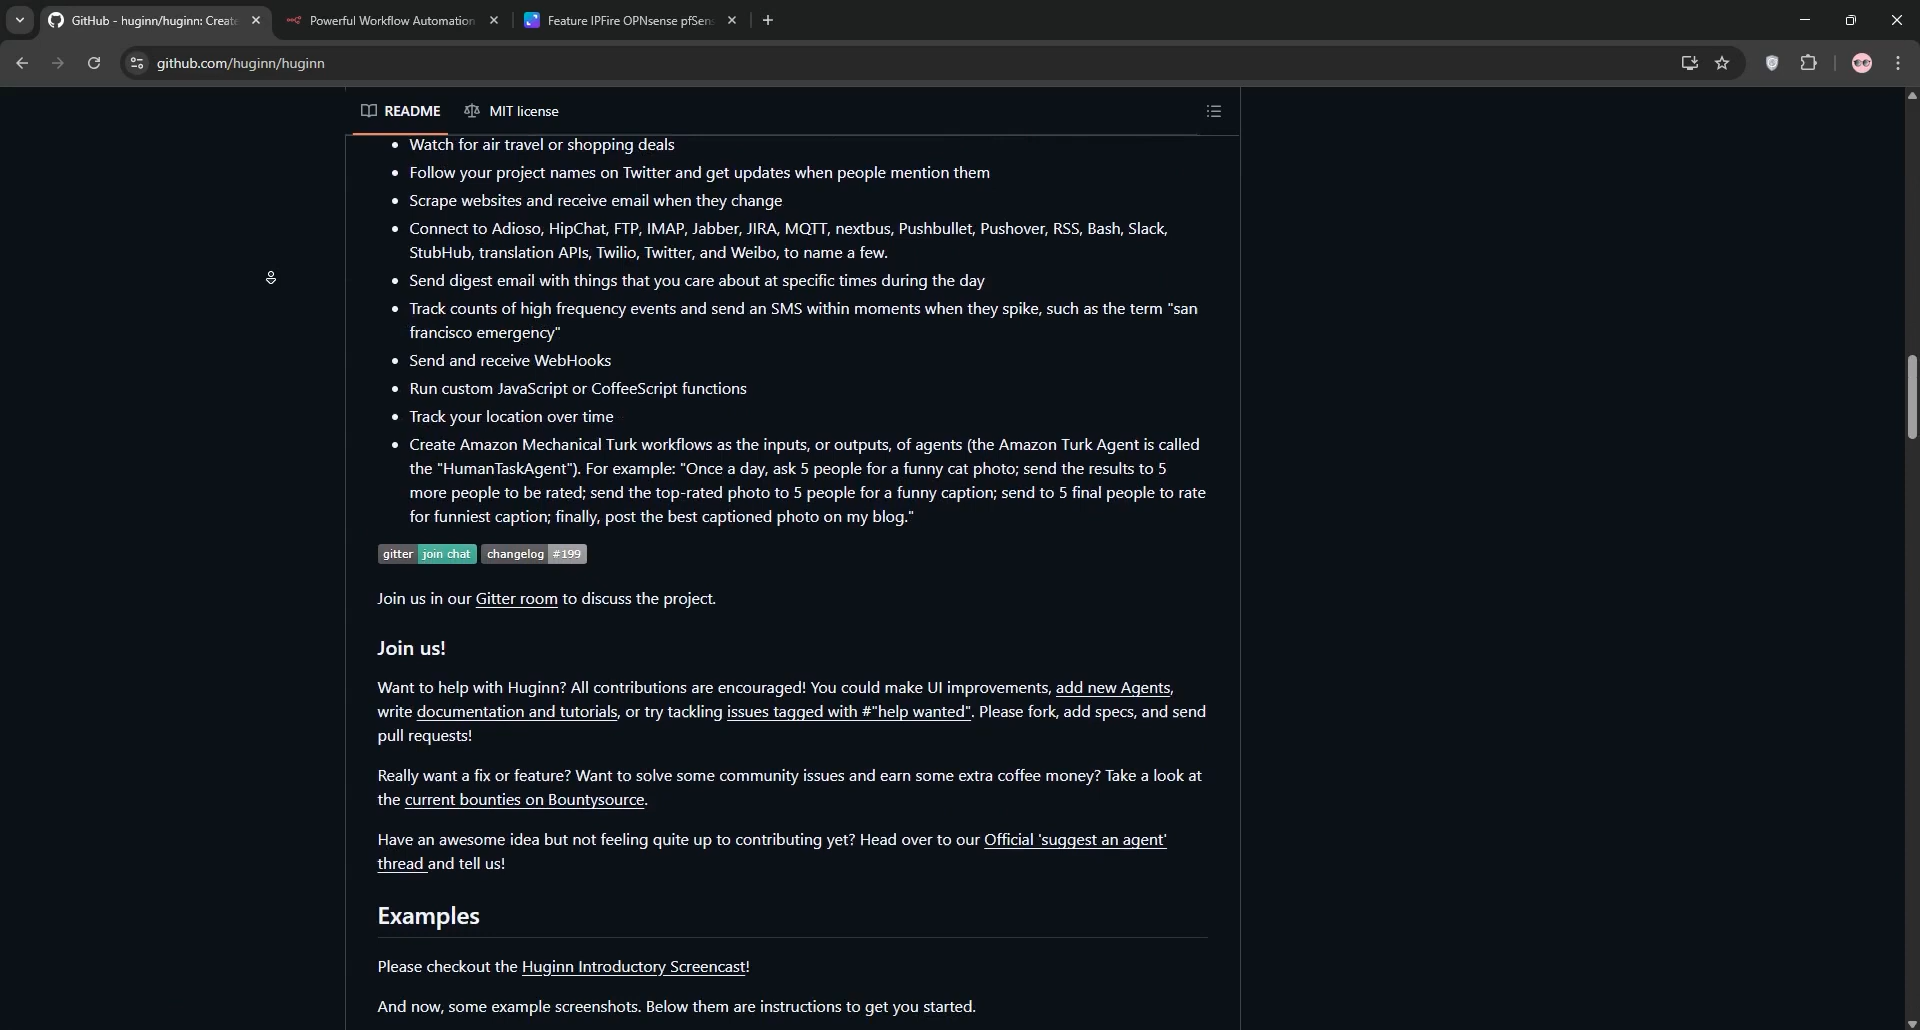 GitHub - huginn/huginn: Create
Powerful Workflow Automation
Feature IPFire OPNsense pfSens
github.com/huginn/huginn
README
MIT license
• Watch for air travel or shopping deals
• Follow your project names on Twitter and get updates when people mention them
• Scrape websites and receive email when they change
• Connect to Adioso, HipChat, FTP, IMAP, Jabber, JIRA, MQTT, nextbus, Pushbullet, Pushover, RSS, Bash, Slack,
StubHub, translation APIs, Twilio, Twitter, and Weibo, to name a few.
• Send digest email with things that you care about at specific times during the day
• Track counts of high frequency events and send an SMS within moments when they spike, such as the term "san
francisco emergency"
• Send and receive WebHooks
• Run custom JavaScript or CoffeeScript functions
• Track your location over time
• Create Amazon Mechanical Turk workflows as the inputs, or outputs, of agents (the Amazon Turk Agent is called
the "HumanTaskAgent"). For example: "Once a day, ask 5 people for a funny cat photo; send the results to 5
more people to be rated; send the top-rated photo to 5 people for a funny caption; send to 5 final people to rate
for funniest caption; finally, post the best captioned photo on my blog."
gitter join chat changelog #199
Join us in our Gitter room to discuss the project.
Join us!
Want to help with Huginn? All contributions are encouraged! You could make UI improvements, add new Agents,
write documentation and tutorials, or try tackling issues tagged with #"help wanted". Please fork, add specs, and send
pull requests!
Really want a fix or feature? Want to solve some community issues and earn some extra coffee money? Take a look at
the current bounties on Bountysource.
Have an awesome idea but not feeling quite up to contributing yet? Head over to our Official 'suggest an agent'
thread and tell us!
Examples
Please checkout the Huginn Introductory Screencast!
And now, some example screenshots. Below them are instructions to get you started.